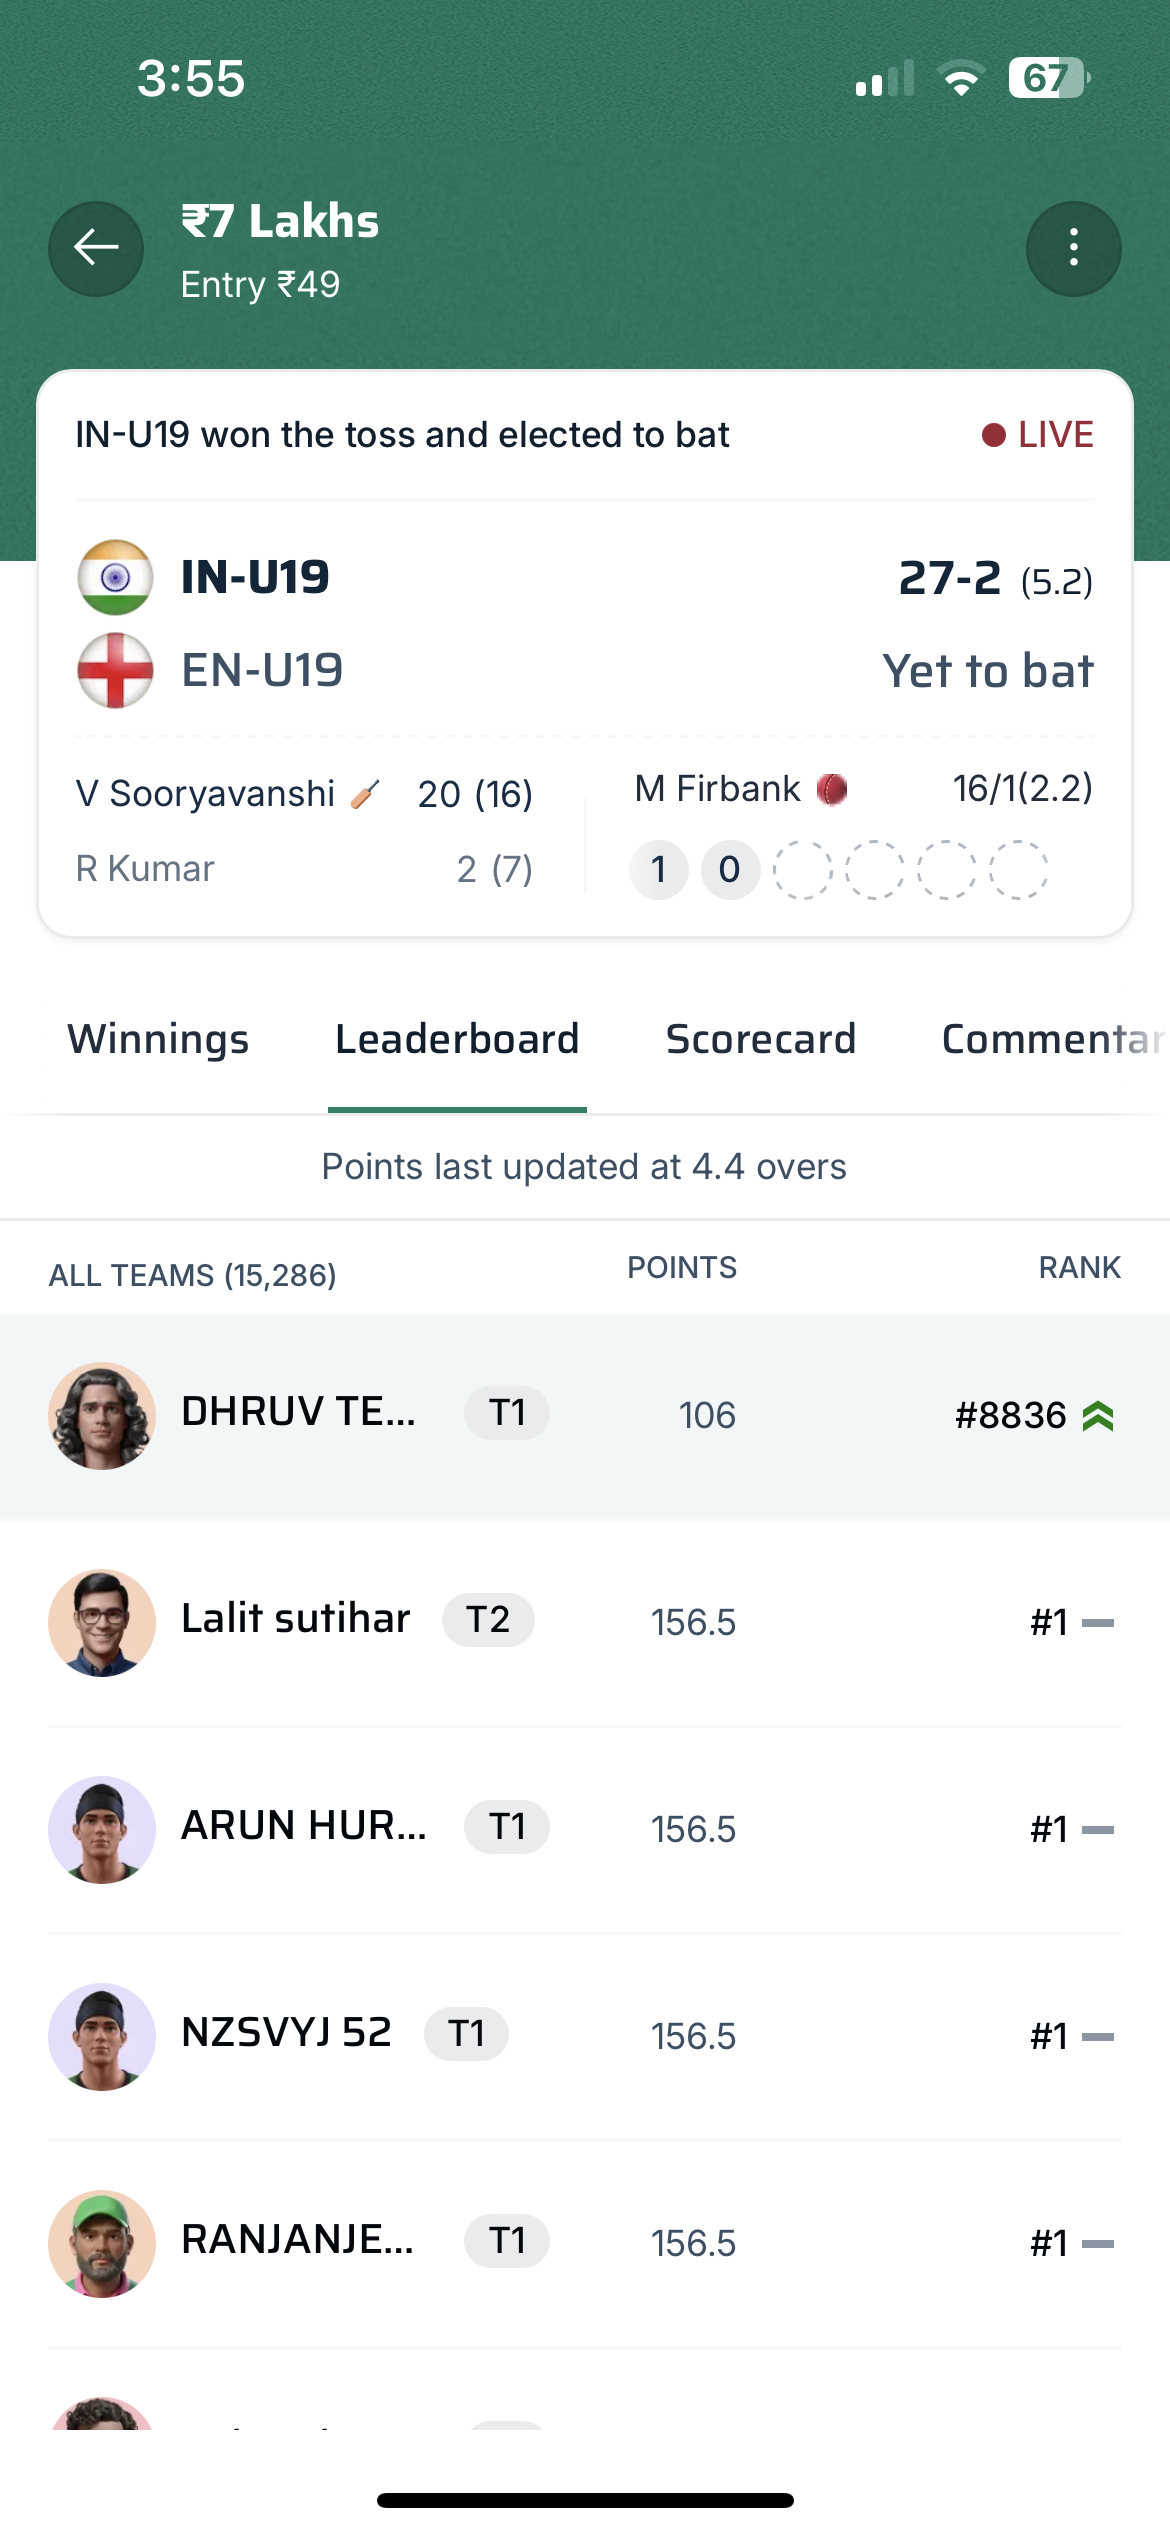 3:55
67
₹7 Lakhs
Entry ₹49
IN-U19 won the toss and elected to bat
LIVE
IN-U19 27-2 (5.2)
EN-U19 Yet to bat
V Sooryavanshi 20 (16)
R Kumar 2 (7)
M Firbank 16/1(2.2)
1 0
Winnings Leaderboard Scorecard Commentar
Points last updated at 4.4 overs
ALL TEAMS (15,286) POINTS RANK
DHRUV TE... T1 106 #8836
Lalit sutihar T2 156.5 #1
ARUN HUR... T1 156.5 #1
NZSVYJ 52 T1 156.5 #1
RANJANJE... T1 156.5 #1